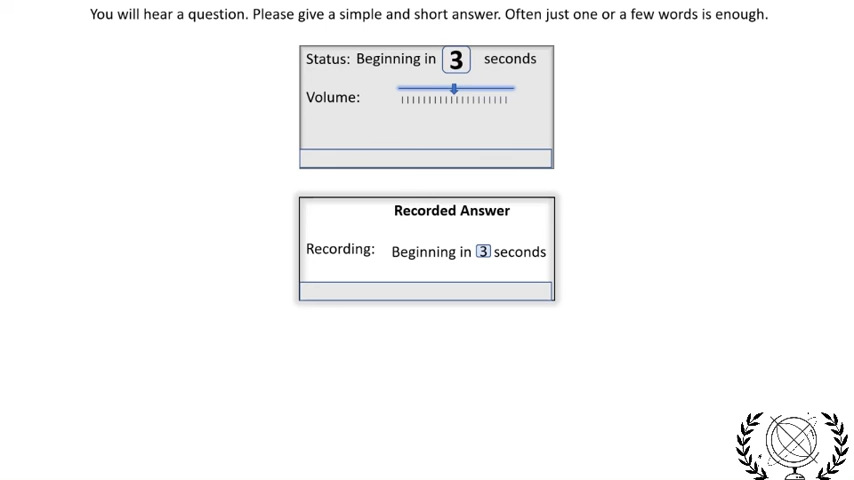 You will hear a question. Please give a simple and short answer. Often just one or a few words is enough.
Status: Beginning in 3 seconds
Volume:
Recorded Answer
Recording: Beginning in 3 seconds